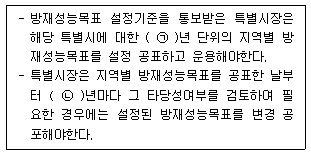 - 방재성능목표 설정기준을 통보받은 특별시장은
해당 특별시에 대한 ( ㉠ )년 단위의 지역별 방
재성능목표를 설정 공표하고 운용해야한다.
- 특별시장은 지역별 방재성능목표를 공표한 날부
터 ( ㉡ )년마다 그 타당성여부를 검토하여 필
요한 경우에는 설정된 방재성능목표를 변경 공
포해야한다.